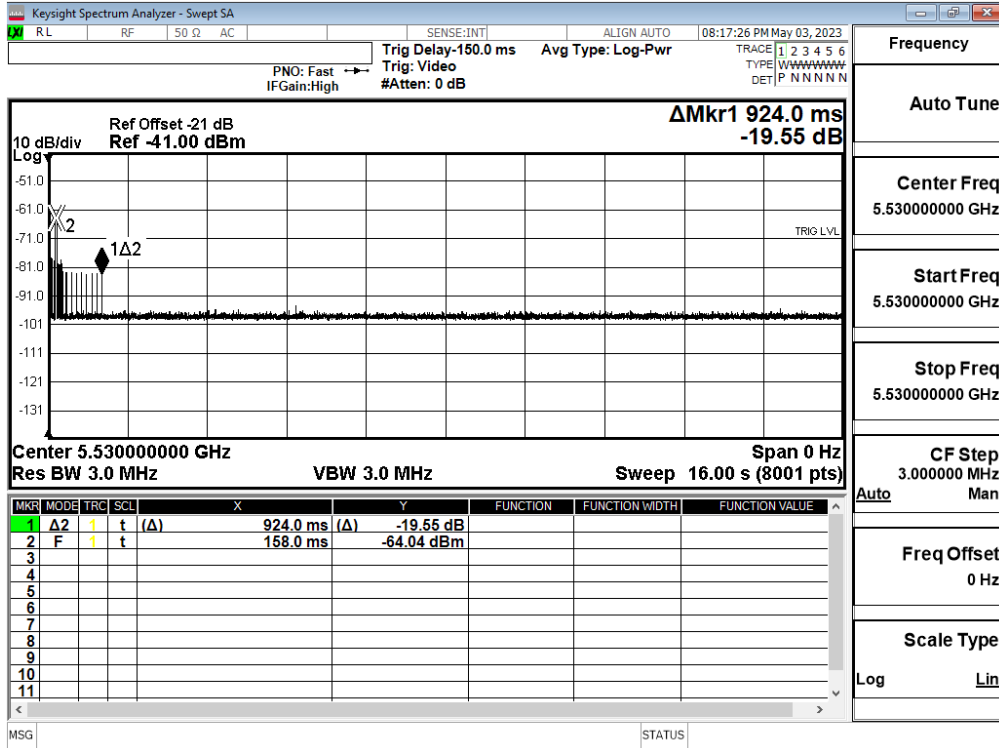 Keysight Spectrum Analyzer - Swept SA
LXI RL RF 50 Ω AC SENSE:INT ALIGN AUTO 08:17:26 PM May 03, 2023
Trig Delay-150.0 ms Avg Type: Log-Pwr TRACE 1 2 3 4 5 6
PNO: Fast Trig: Video TYPE WWWWWW
IFGain:High #Atten: 0 dB DET P N N N N N
ΔMkr1 924.0 ms
Ref Offset -21 dB
10 dB/div Ref -41.00 dBm -19.55 dB
Log
-51.0
-61.0
2
-71.0 TRIG LVL
1Δ2
-81.0
-91.0
-101
-111
-121
-131
Center 5.530000000 GHz Span 0 Hz
Res BW 3.0 MHz VBW 3.0 MHz Sweep 16.00 s (8001 pts)
MKR MODE TRC SCL X Y FUNCTION FUNCTION WIDTH FUNCTION VALUE
1 Δ2 1 t (Δ) 924.0 ms (Δ) -19.55 dB
2 F 1 t 158.0 ms -64.04 dBm
3
4
5
6
7
8
9
10
11
MSG STATUS
Frequency
Auto Tune
Center Freq
5.530000000 GHz
Start Freq
5.530000000 GHz
Stop Freq
5.530000000 GHz
CF Step
3.000000 MHz
Auto Man
Freq Offset
0 Hz
Scale Type
Log Lin